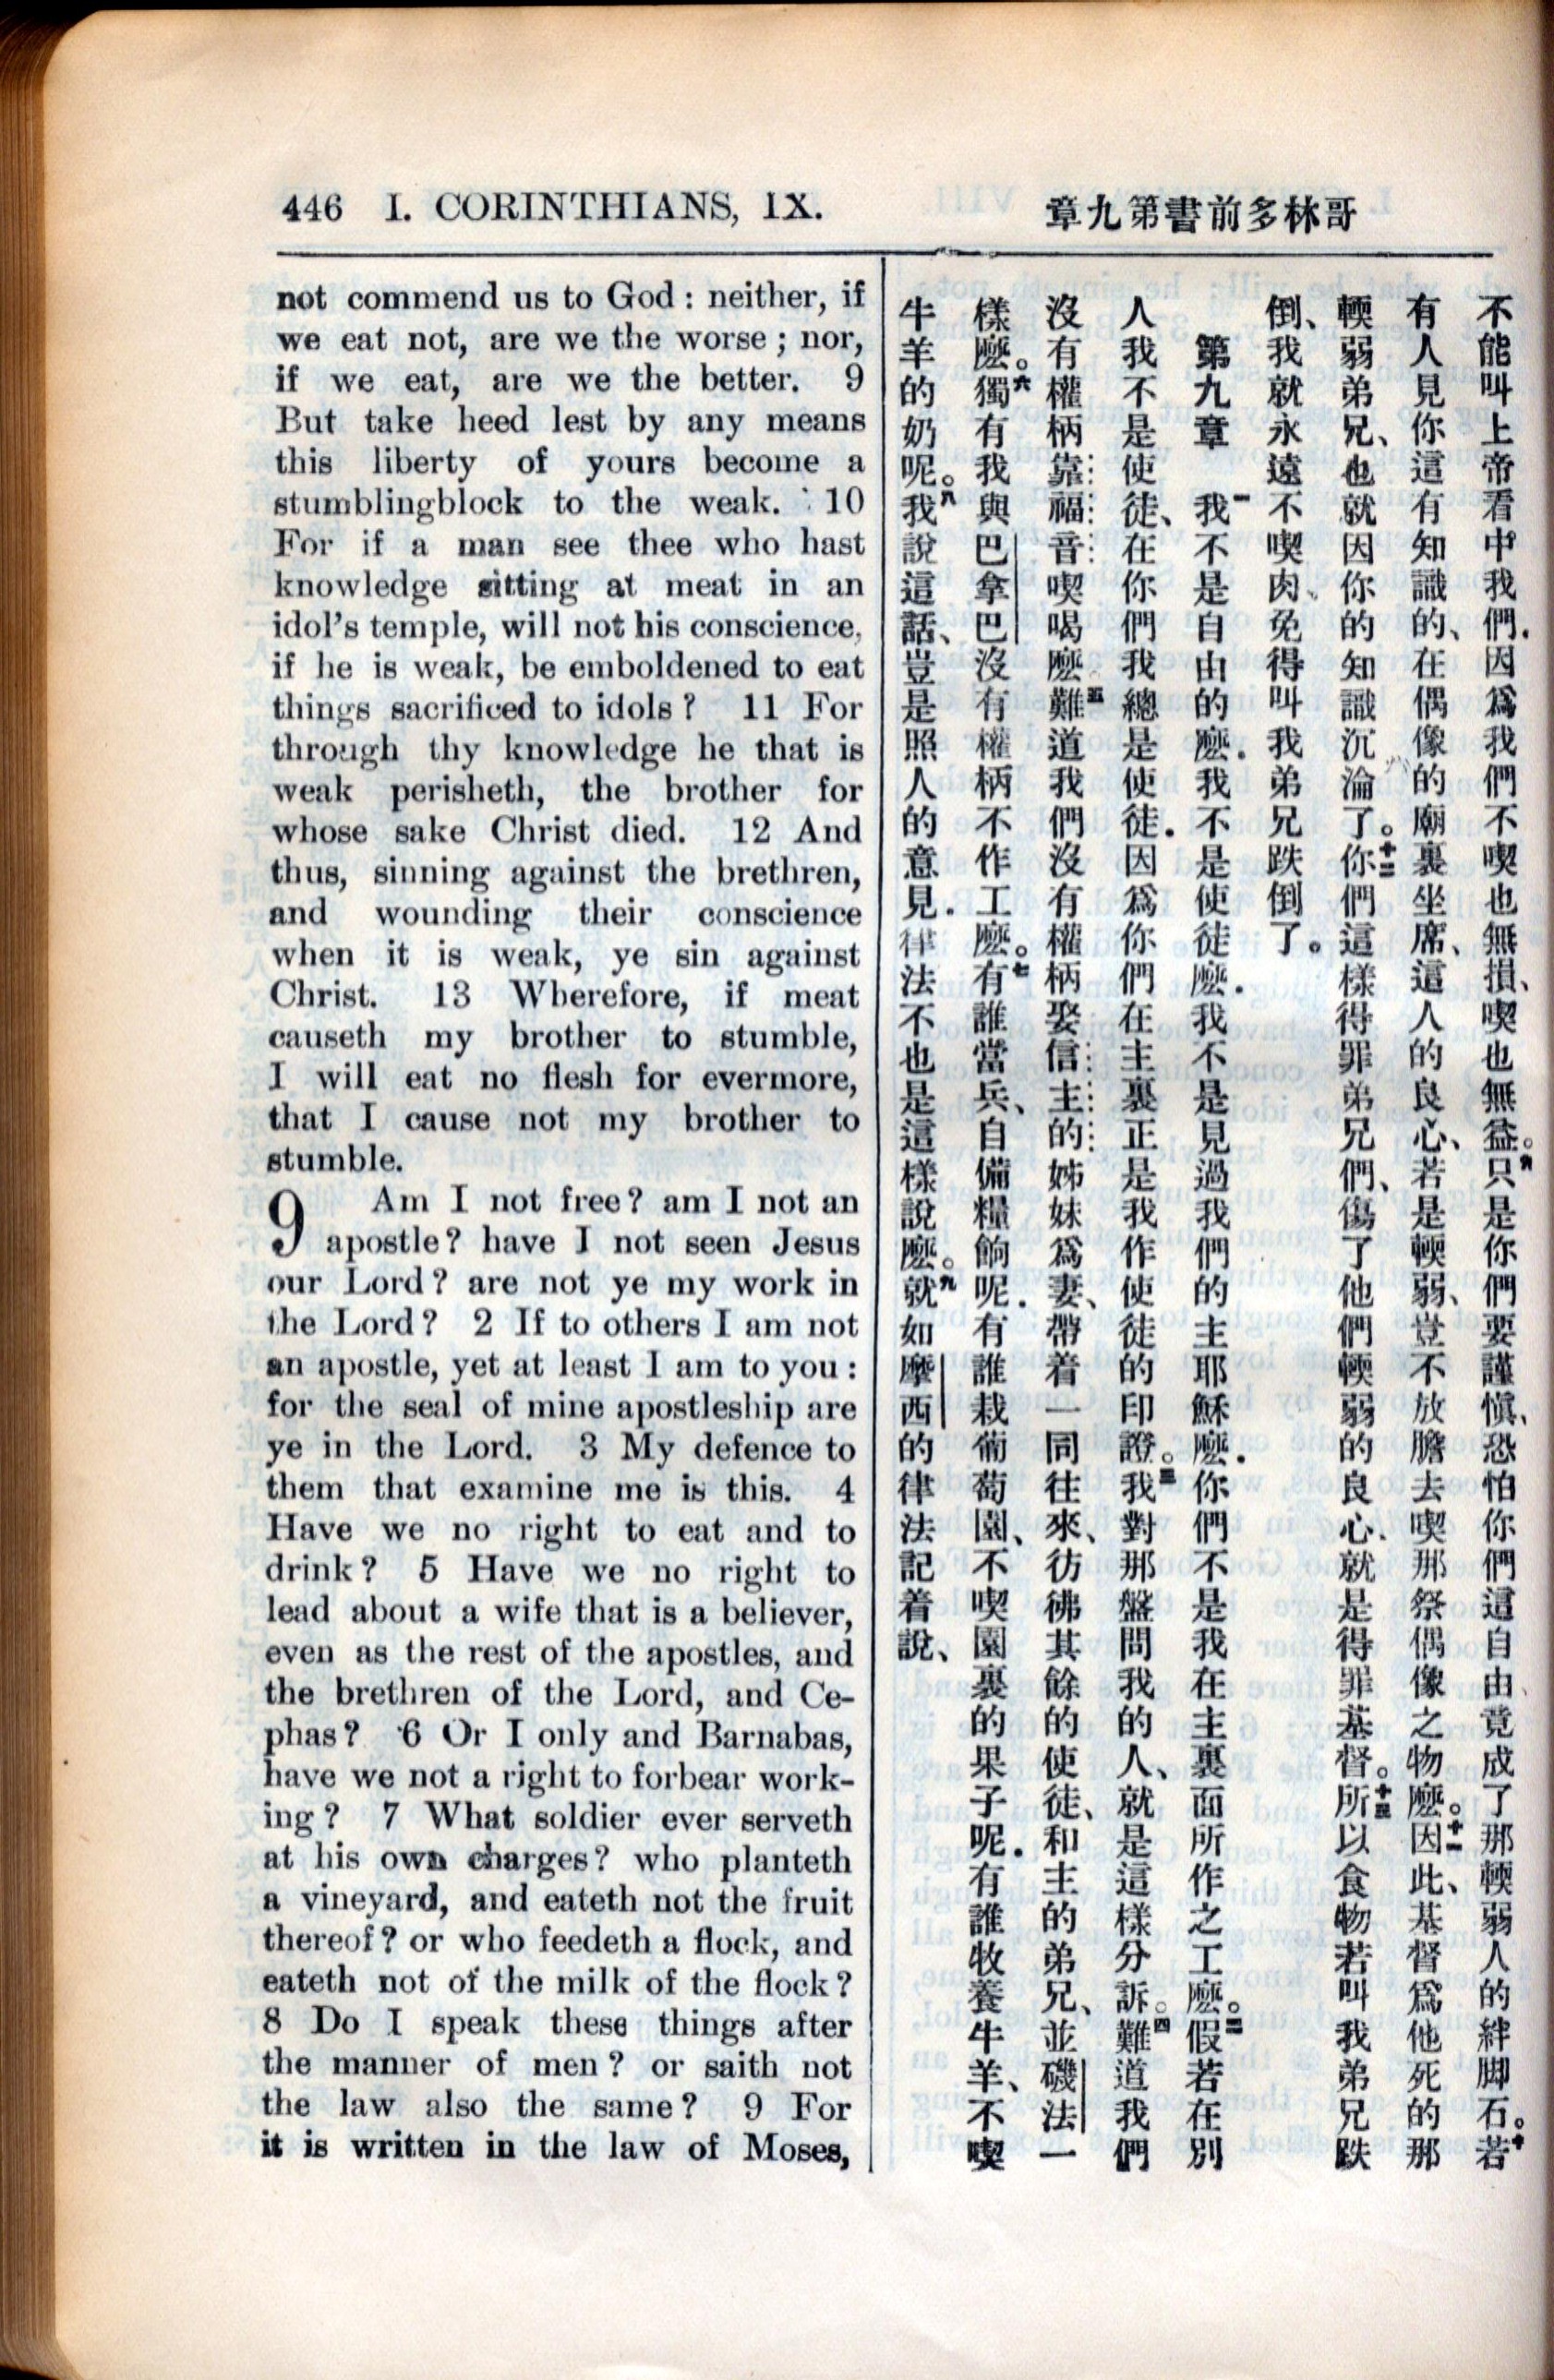 446 I. CORINTHIANS, IX.
章九第書前多林哥
not commend us to God : neither, if
we eat not, are we the worse ; nor,
if we eat, are we the better. 9
But take heed lest by any means
this liberty of yours become a
stumblingblock to the weak. 10
For if a man see thee who hast
knowledge sitting at meat in an
idol's temple, will not his conscience,
if he is weak, be emboldened to eat
things sacrificed to idols ? 11 For
through thy knowledge he that is
weak perisheth, the brother for
whose sake Christ died. 12 And
thus, sinning against the brethren,
and wounding their conscience
when it is weak, ye sin against
Christ. 13 Wherefore, if meat
causeth my brother to stumble,
I will eat no flesh for evermore,
that I cause not my brother to
stumble.
9 Am I not free ? am I not an
apostle ? have I not seen Jesus
our Lord ? are not ye my work in
the Lord ? 2 If to others I am not
an apostle, yet at least I am to you :
for the seal of mine apostleship are
ye in the Lord. 3 My defence to
them that examine me is this. 4
Have we no right to eat and to
drink ? 5 Have we no right to
lead about a wife that is a believer,
even as the rest of the apostles, and
the brethren of the Lord, and Ce-
phas ? 6 Or I only and Barnabas,
have we not a right to forbear work-
ing ? 7 What soldier ever serveth
at his own charges ? who planteth
a vineyard, and eateth not the fruit
thereof ? or who feedeth a flock, and
eateth not of the milk of the flock ?
8 Do I speak these things after
the manner of men ? or saith not
the law also the same ? 9 For
it is written in the law of Moses,
不能叫上帝看中我們．因爲我們不喫也無損、喫也無益。九只是你們要謹愼、恐怕你們這自由、竟成了那輭弱人的絆脚石。十若
有人見你這有知識的、在偶像的廟裏坐席、這人的良心、若是輭弱、豈不放膽去喫那祭偶像之物麽。十一因此、基督爲他死的那
輭弱弟兄、也就因你的知識沉淪了。十二你們這樣得罪弟兄們、傷了他們輭弱的良心、就是得罪基督。十三所以食物若叫我弟兄跌
倒、我就永遠不喫肉、免得叫我弟兄跌倒了。
第九章 一我不是自由的麽．我不是使徒麽．我不是見過我們的主耶穌麽．你們不是我在主裏面所作之工麽。二假若在別
人我不是使徒、在你們我總是使徒．因爲你們在主裏正是我作使徒的印證。三我對那盤問我的人、就是這樣分訴。四難道我們
沒有權柄靠福音喫喝麽。五難道我們沒有權柄娶信主的姊妹爲妻、帶着一同往來、彷彿其餘的使徒、和主的弟兄、並磯法一
樣麽。六獨有我與巴拿巴沒有權柄不作工麽。七有誰當兵、自備糧餉呢．有誰栽葡萄園、不喫園裏的果子呢．有誰牧養牛羊、不喫
牛羊的奶呢。八我說這話、豈是照人的意見．律法不也是這樣說麽。九就如摩西的律法記着說、